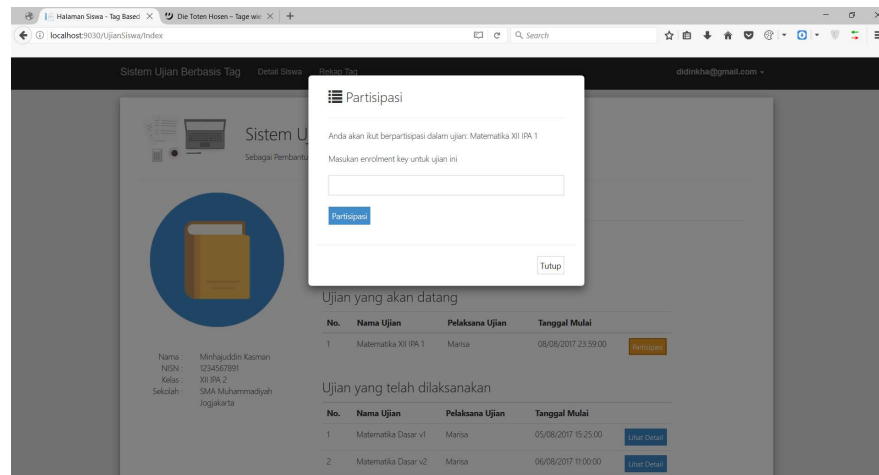 Halaman Siswa - Tag Based
Die Toten Hosen – Tage wie
localhost:9030/UjianSiswa/Index
Search
Sistem Ujian Berbasis Tag Detail Siswa Rekap Tag didinkha@gmail.com
Partisipasi
Anda akan ikut berpartisipasi dalam ujian: Matematika XII IPA 1
Masukan enrolment key untuk ujian ini
Partisipasi
Tutup
Sistem U
Sebagai Pembantu
Nama : Minhajuddin Kasman
NISN : 1234567891
Kelas : XII IPA 2
Sekolah : SMA Muhammadiyah
Jogjakarta
Ujian yang akan datang
No. Nama Ujian Pelaksana Ujian Tanggal Mulai
1 Matematika XII IPA 1 Marisa 08/08/2017 23:59:00 Partisipasi
Ujian yang telah dilaksanakan
No. Nama Ujian Pelaksana Ujian Tanggal Mulai
1 Matematika Dasar v1 Marisa 05/08/2017 15:25:00 Lihat Detail
2 Matematika Dasar v2 Marisa 06/08/2017 11:00:00 Lihat Detail